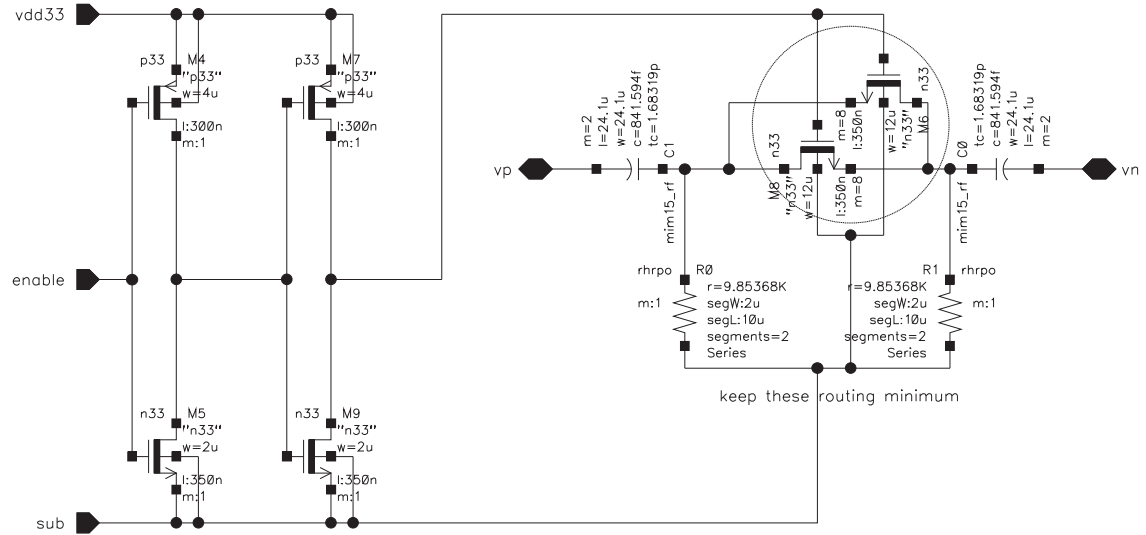 vdd33
p33
M4
"p33"
w=4u
l:300n
m:1
p33
M7
"p33"
w=4u
l:300n
m:1
enable
n33
M5
"n33"
w=2u
l:350n
m:1
n33
M9
"n33"
w=2u
l:350n
m:1
sub
vp
m=2
l=24.1u
w=24.1u
c=841.594f
tc=1.68319p
C1
mim15_rf
n33
M8
"n33"
w=12u
l:350n
m=8
n33
M6
"n33"
w=12u
l:350n
m=8
C0
tc=1.68319p
c=841.594f
w=24.1u
l=24.1u
m=2
mim15_rf
vn
rhrpo
R0
m:1
r=9.85368K
segW:2u
segL:10u
segments=2
Series
R1
rhrpo
r=9.85368K
m:1
segW:2u
segL:10u
segments=2
Series
keep these routing minimum